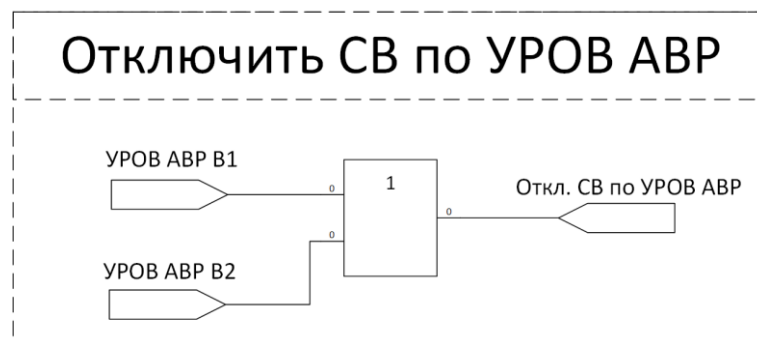 Отключить СВ по УРОВ АВР
УРОВ АВР В1
0
1
Откл. СВ по УРОВ АВР
0
0
УРОВ АВР В2